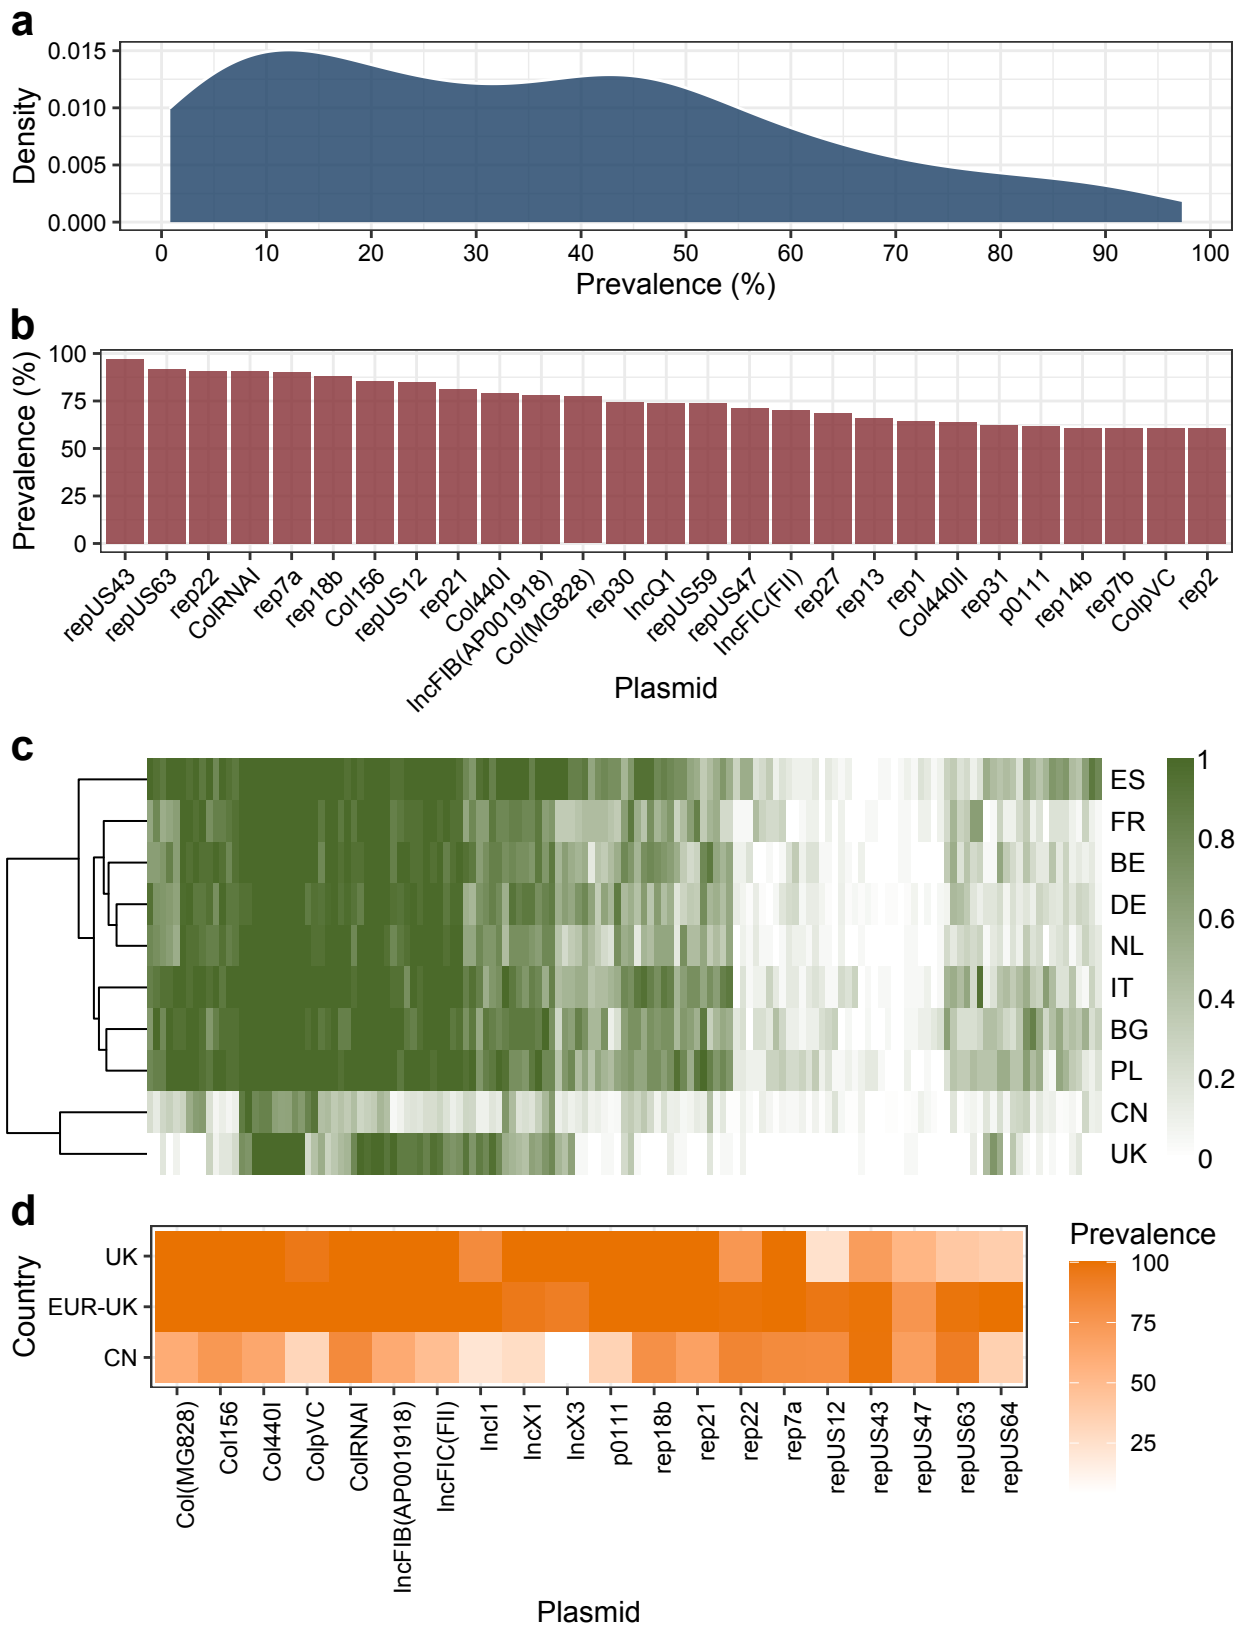 a
0.015
0.010
0.005
0.000
Density
0 10 20 30 40 50 60 70 80 90 100
Prevalence (%)
b
100
75
50
25
0
Prevalence (%)
repUS43 repUS63 rep22 ColRNAI rep7a rep18b Col156 repUS12 rep21 Col440I IncFIB(AP001918) Col(MG828) rep30 IncQ1 repUS59 repUS47 IncFIC(FII) rep27 rep13 rep1 Col440II rep31 p0111 rep14b rep7b ColpVC rep2
Plasmid
c
ES
FR
BE
DE
NL
IT
BG
PL
CN
UK
1
0.8
0.6
0.4
0.2
0
d
Country
UK
EUR-UK
CN
Col(MG828) Col156 Col440I ColpVC ColRNAI IncFIB(AP001918) IncFIC(FII) IncI1 IncX1 IncX3 p0111 rep18b rep21 rep22 rep7a repUS12 repUS43 repUS47 repUS63 repUS64
Plasmid
Prevalence
100
75
50
25